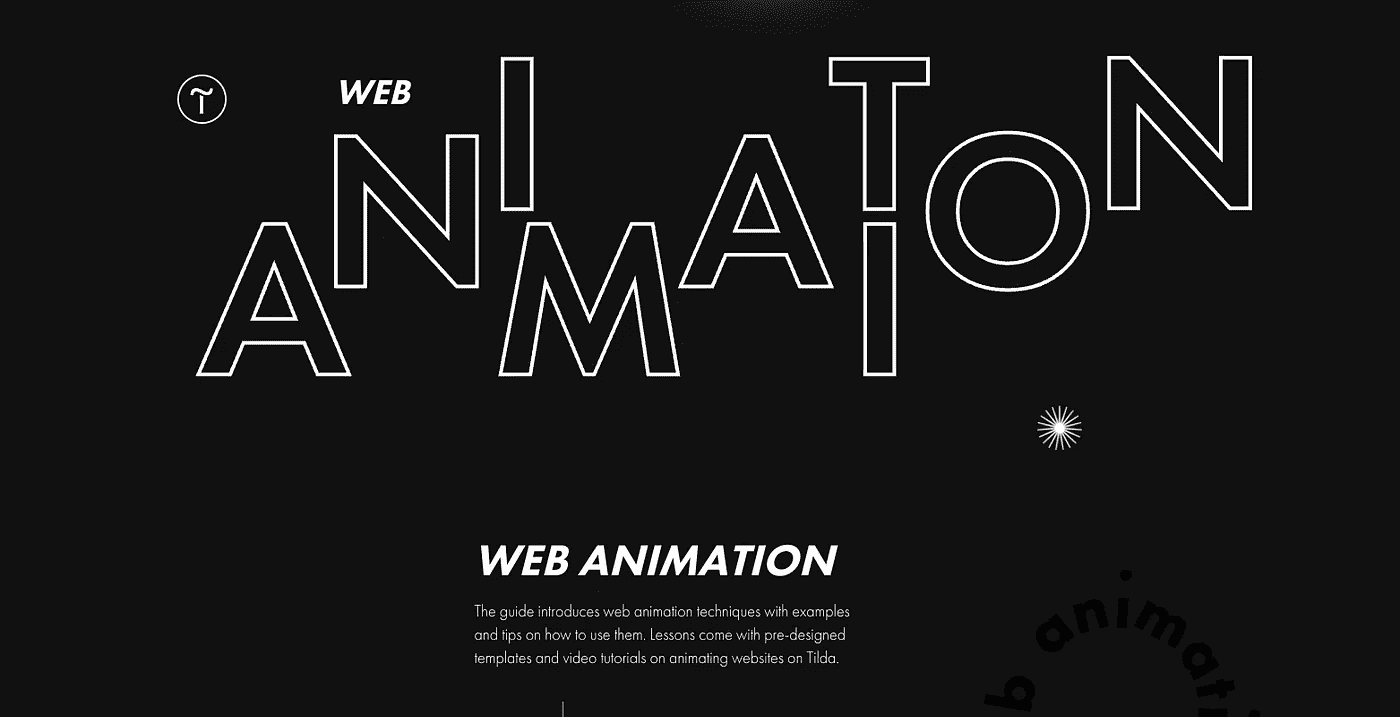 WEB
ANIMATION
WEB ANIMATION
The guide introduces web animation techniques with examples
and tips on how to use them. Lessons come with pre-designed
templates and video tutorials on animating websites on Tilda.
b animati